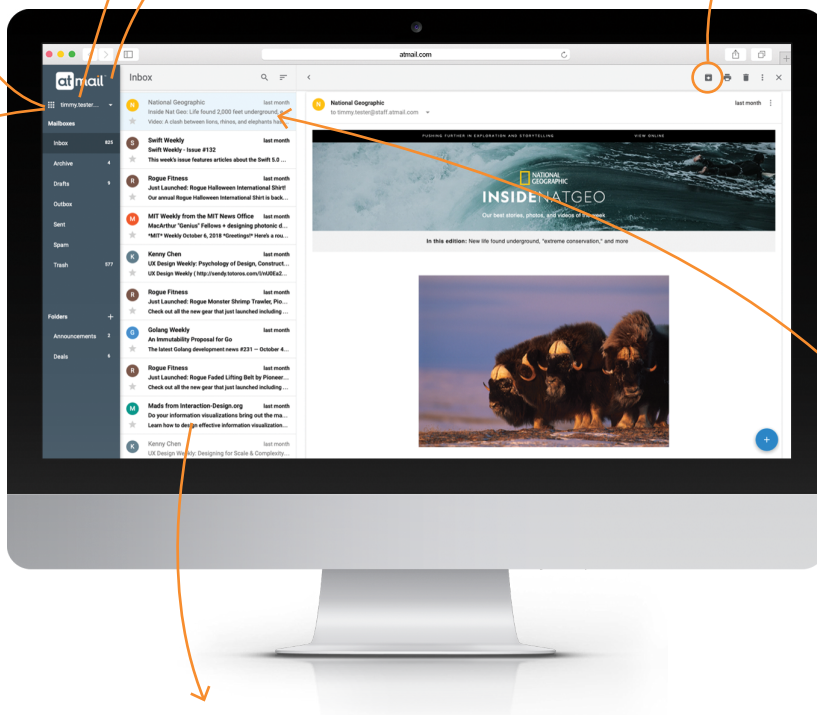 atmail.com
atmail
timmy.tester...
Mailboxes
Inbox 825
Archive 4
Drafts 9
Outbox
Sent
Spam
Trash 577
Folders +
Announcements 2
Deals 6
Inbox
N
National Geographic last month
Inside Nat Geo: Life found 2,000 feet underground,
Video: A clash between lions, rhinos, and elephants
S
Swift Weekly last month
Swift Weekly - Issue #132
This week's issue features articles about the Swift 5.0 ...
R
Rogue Fitness last month
Just Launched: Rogue Halloween International Shirt!
Our annual Rogue Halloween International Shirt is back...
M
MIT Weekly from the MIT News Office last month
MacArthur "Genius" Fellows + designing photonic d...
*MIT* Weekly October 6, 2018 *Greetings!* Here's a rou...
K
Kenny Chen last month
UX Design Weekly: Psychology of Design, Construct...
UX Design Weekly ( http://sendy.totoros.com/l/nU0Ea2...
R
Rogue Fitness last month
Just Launched: Rogue Monster Shrimp Trawler, Pio...
Check out all the new gear that just launched including ...
G
Golang Weekly last month
An Immutability Proposal for Go
The latest Golang development news #231 — October 4...
R
Rogue Fitness last month
Just Launched: Rogue Faded Lifting Belt by Pioneer...
Check out all the new gear that just launched including ...
M
Mads from Interaction-Design.org last month
Do your information visualizations bring out the ma...
Learn how to design effective information visualization...
K
Kenny Chen last month
UX Design Weekly: Designing for Scale & Complexity...
N
National Geographic last month
to timmy.tester@staff.atmail.com
PUSHING FURTHER IN EXPLORATION AND STORYTELLING VIEW ONLINE
NATIONAL
GEOGRAPHIC
INSIDENATGEO
Our best stories, photos, and videos of the week
In this edition: New life found underground, "extreme conservation," and more
+